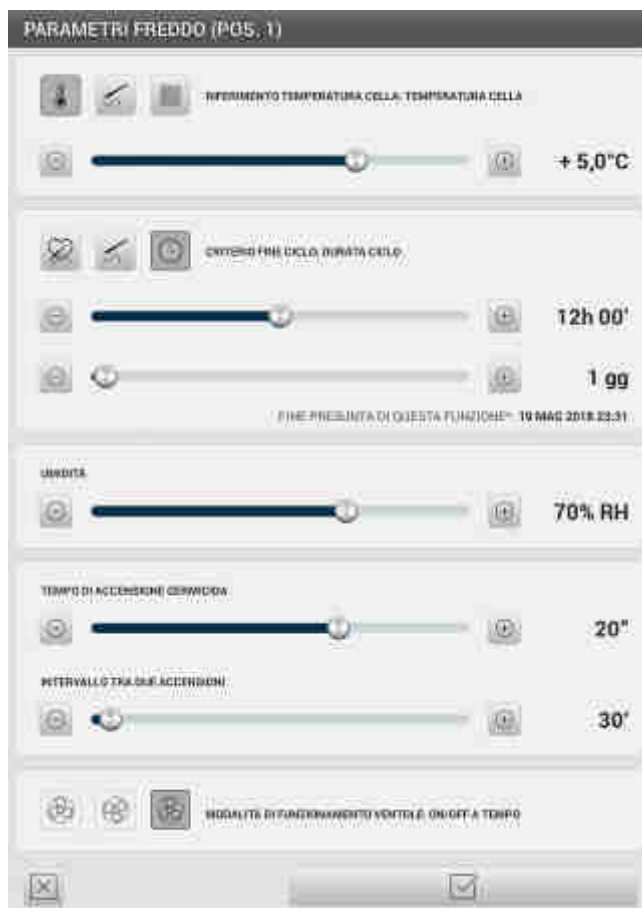 PARAMETRI FREDDO (POS. 1)
RIFERIMENTO TEMPERATURA CELLA: TEMPERATURA CELLA
+ 5,0°C
CRITERIO FINE CICLO: DURATA CICLO
12h 00'
1 gg
FINE PRESUNTA DI QUESTA FUNZIONE*: 19 MAG 2018 23:31
UMIDITÀ
70% RH
TEMPO DI ACCENSIONE GERMICIDA
20"
INTERVALLO TRA DUE ACCENSIONI
30'
MODALITÀ DI FUNZIONAMENTO VENTOLE: ON/OFF A TEMPO